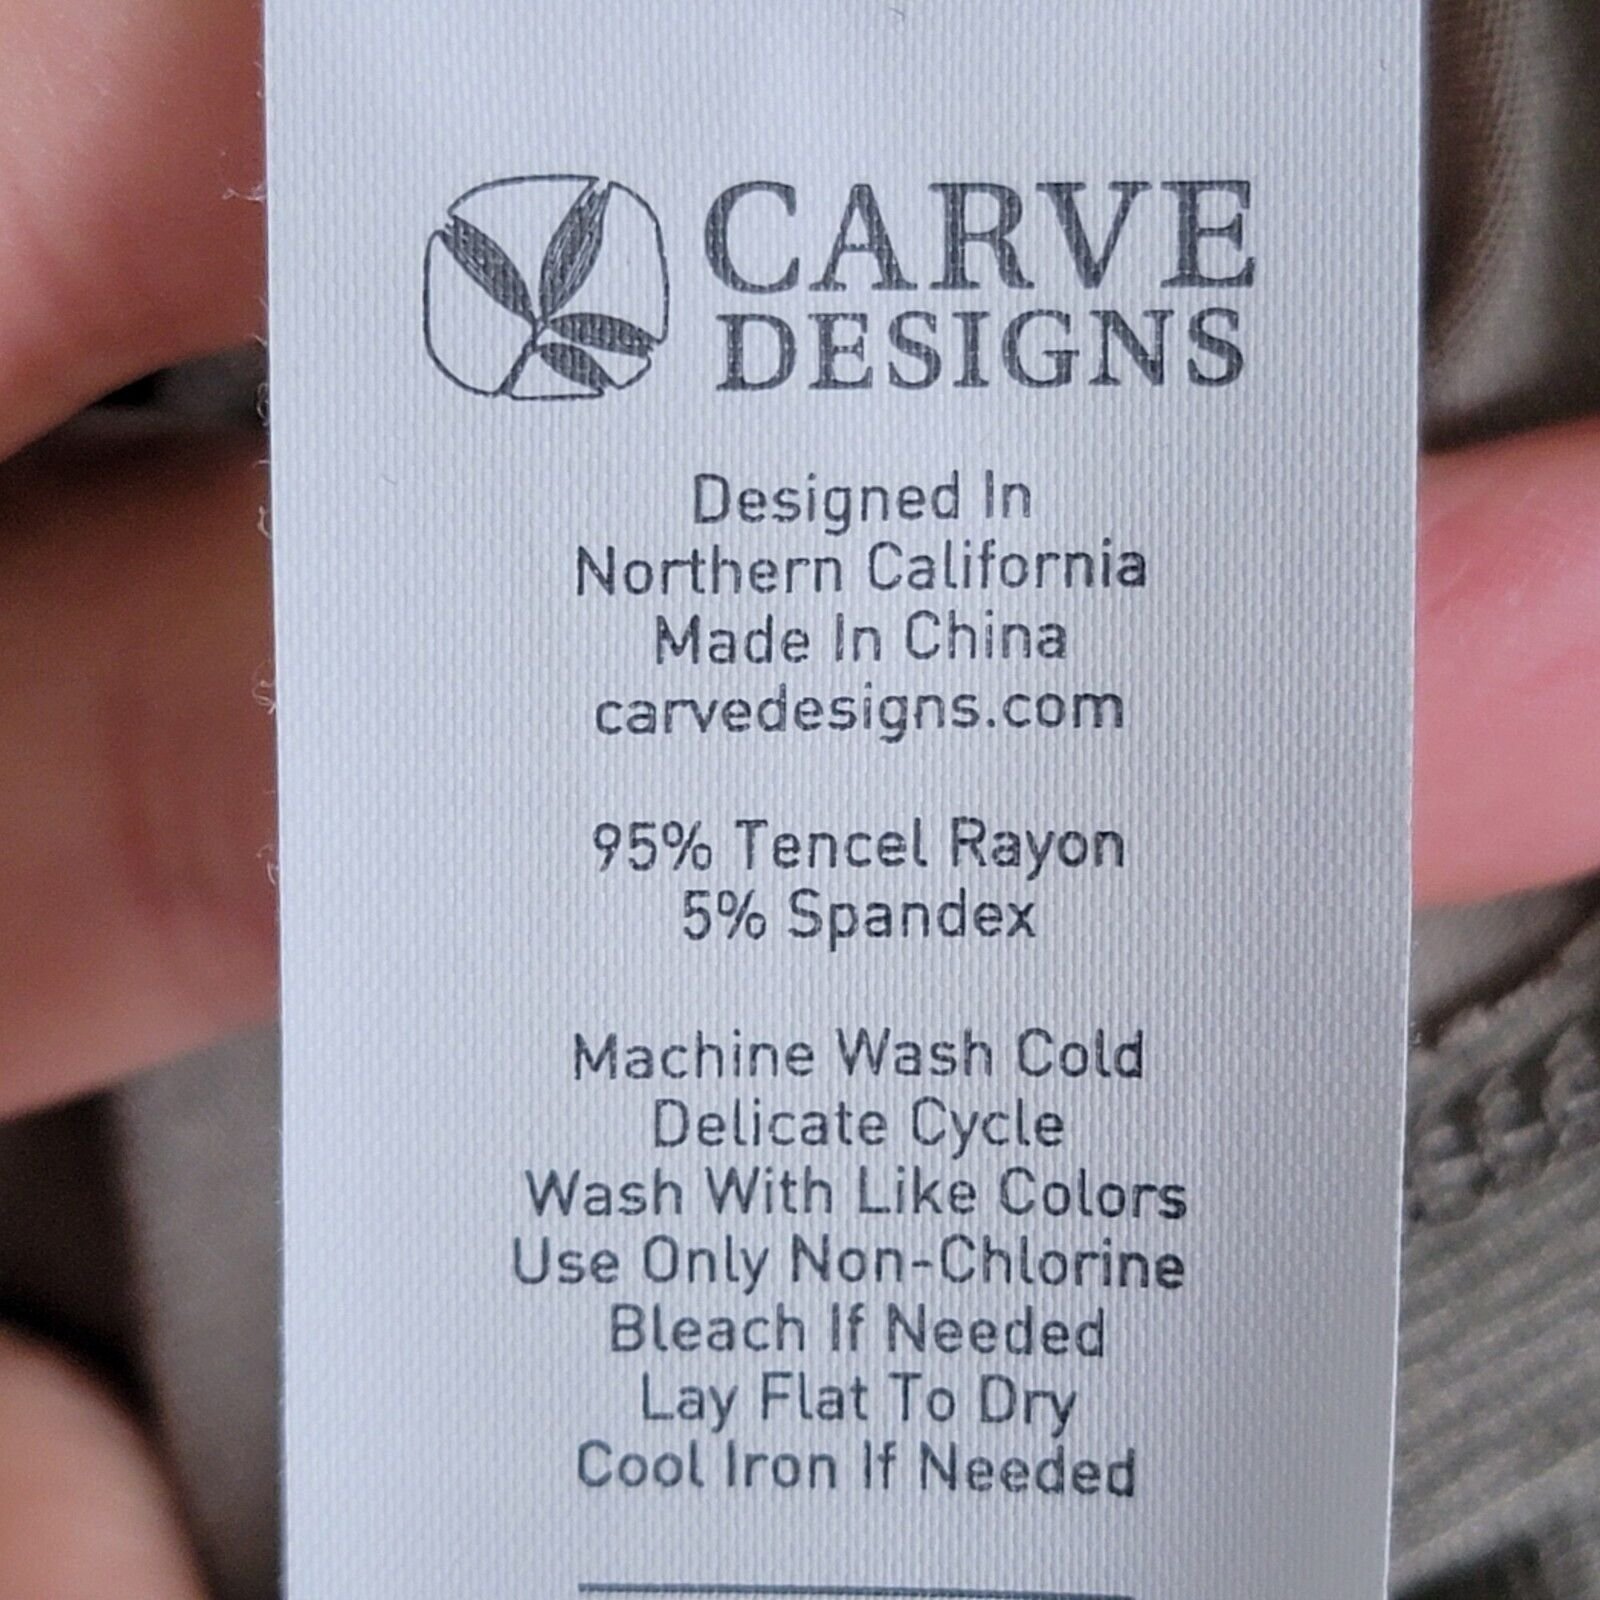 CARVE
DESIGNS
Designed In
Northern California
Made In China
carvedesigns.com
95% Tencel Rayon
5% Spandex
Machine Wash Cold
Delicate Cycle
Wash With Like Colors
Use Only Non-Chlorine
Bleach If Needed
Lay Flat To Dry
Cool Iron If Needed